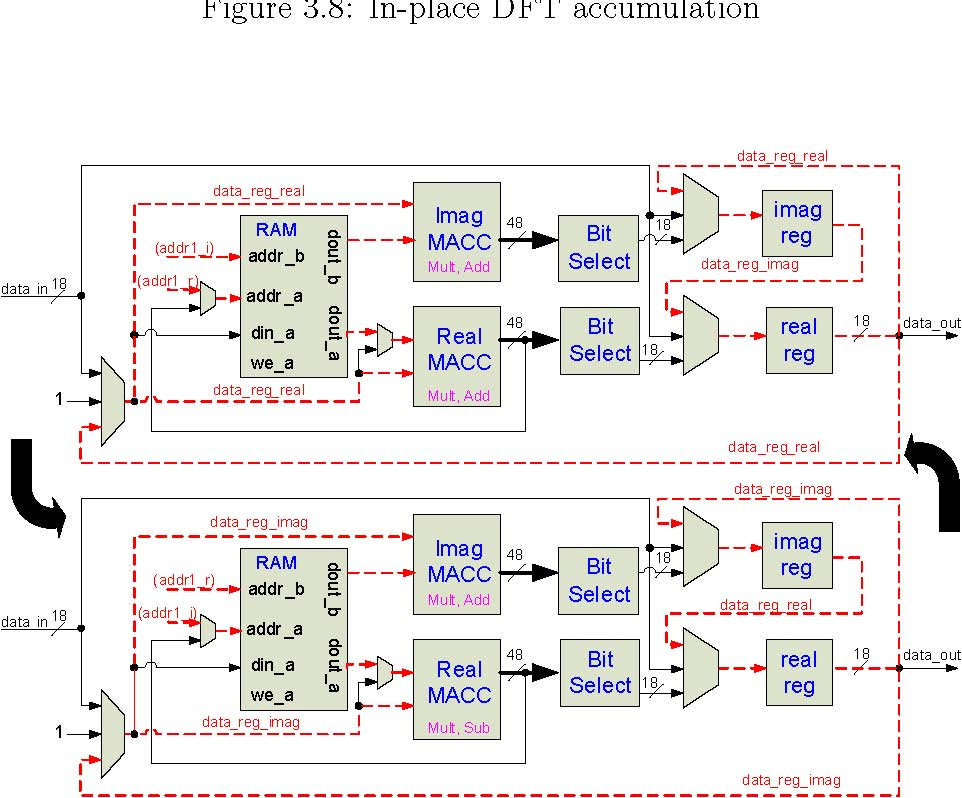 Figure 3.8: In-place DFT accumulation
data_reg_real
data_reg_real
RAM
(addr1_i)
addr_b
(addr1_r)
addr_a
din_a
we_a
dout_b
dout_a
Imag
MACC
Mult, Add
48
Bit
Select
18
imag
reg
data_reg_imag
data_in
18
Real
MACC
Mult, Add
48
Bit
Select
18
real
reg
18
data_out
1
data_reg_real
data_reg_real
data_reg_imag
data_reg_imag
RAM
(addr1_r)
addr_b
(addr1_i)
addr_a
din_a
we_a
dout_b
dout_a
Imag
MACC
Mult, Add
48
Bit
Select
18
imag
reg
data_reg_real
data_in
18
Real
MACC
Mult, Sub
48
Bit
Select
18
real
reg
18
data_out
1
data_reg_imag
data_reg_imag